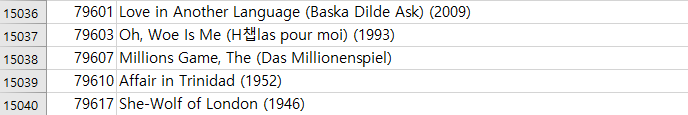 15036 79601 Love in Another Language (Baska Dilde Ask) (2009)
15037 79603 Oh, Woe Is Me (H챕las pour moi) (1993)
15038 79607 Millions Game, The (Das Millionenspiel)
15039 79610 Affair in Trinidad (1952)
15040 79617 She-Wolf of London (1946)